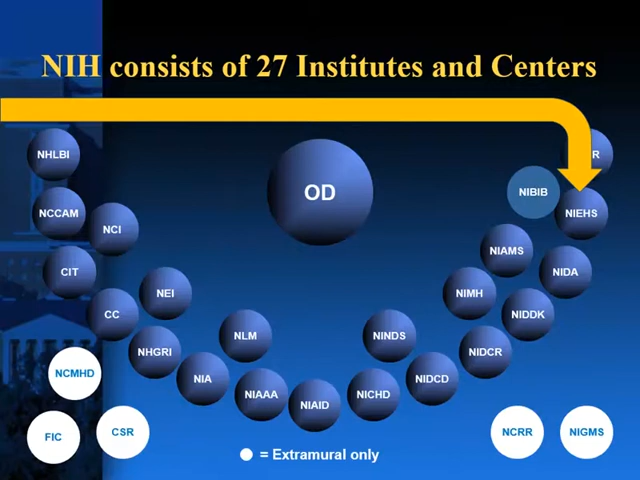 NIH consists of 27 Institutes and Centers
NHLBI
OD
R
NIBIB
NCCAM
NIEHS
NCI
NIAMS
CIT
NIDA
NEI
NIMH
CC
NIDDK
NLM
NINDS
NHGRI
NIDCR
NCMHD
NIA
NIDCD
NIAAA
NICHD
NIAID
FIC
CSR
NCRR
NIGMS
= Extramural only